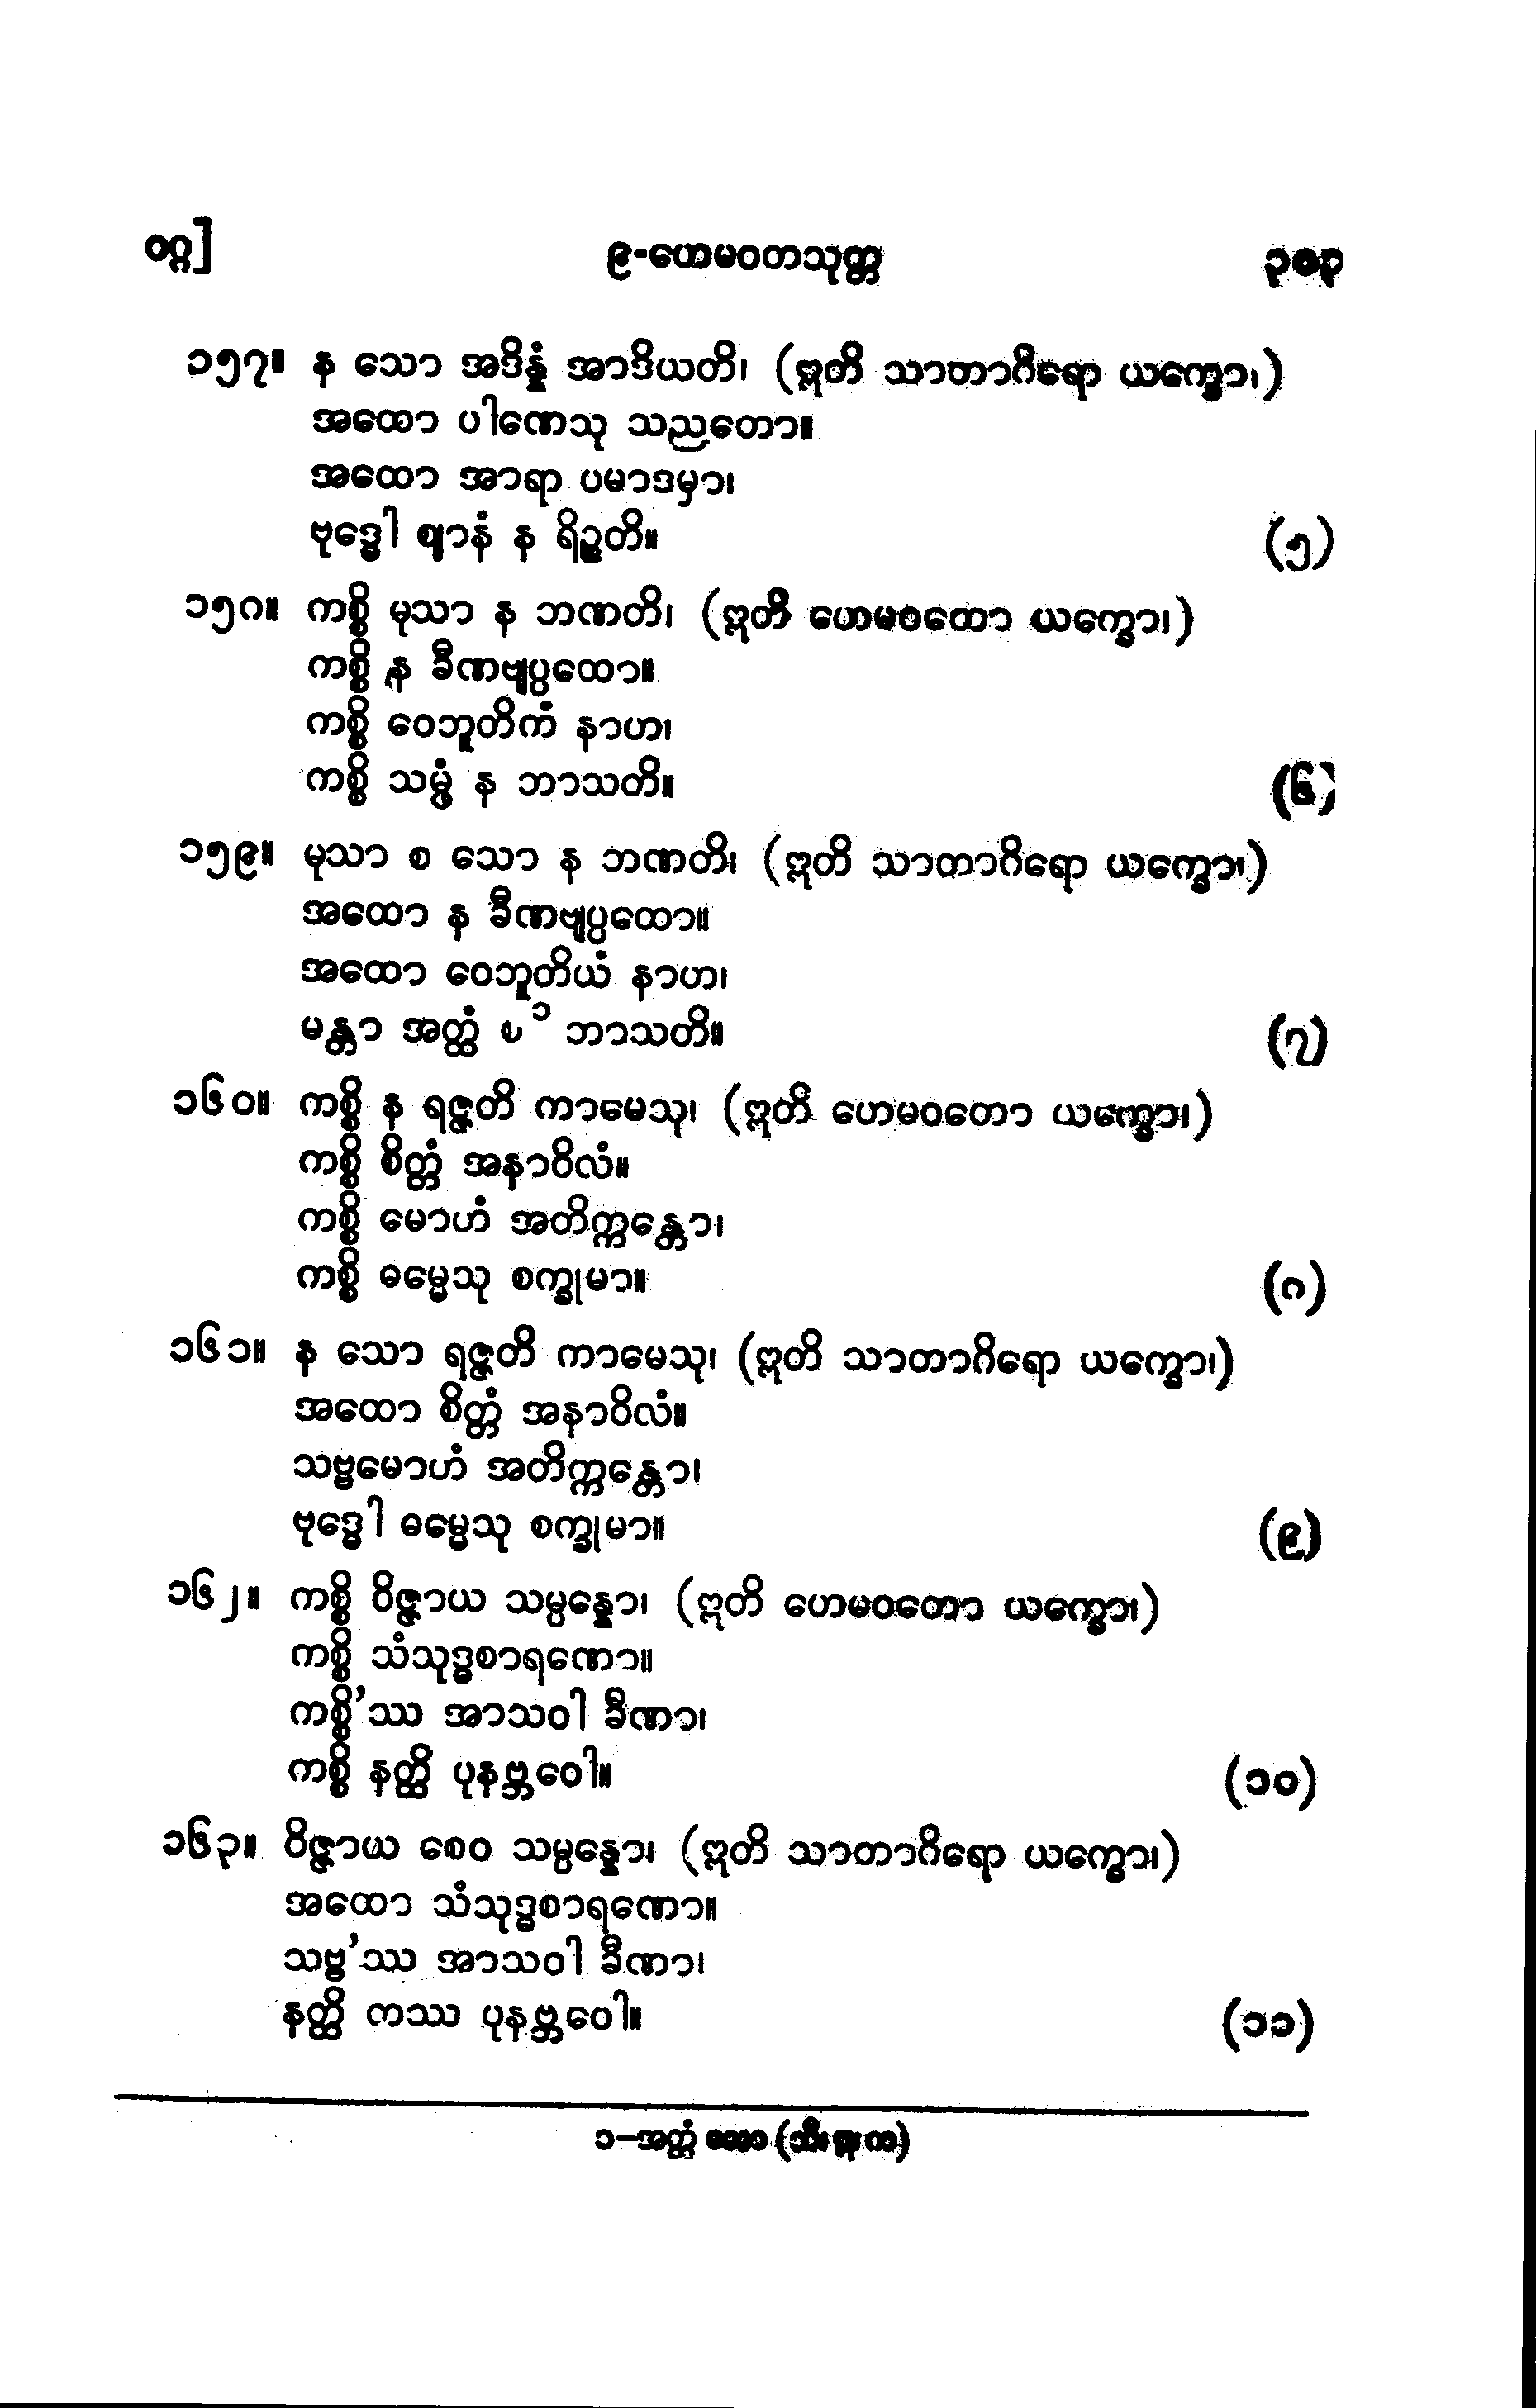 ဝဂ္ဂ] ၉-ဟေမဝတသုတ္တ ၃၀၃
၁၅၇။ န သော အဒိန္နံ အာဒိယတိ၊ (ဣတိ သာတာဂိရော ယက္ခော၊)
အထော ပါဏေသု သညတော။
အထော အာရာ ပမာဒမှာ၊
ဗုဒ္ဓေါ ဈာနံ န ရိဉ္စတိ။ (၅)
၁၅၈။ ကစ္စိ မုသာ န ဘဏတိ၊ (ဣတိ ဟေမဝထော ယက္ခော၊)
ကစ္စိ န ခီဏဗျပ္ပထော။
ကစ္စိ ဝေဘူတိကံ နာဟ၊
ကစ္စိ သမ္ဖံ န ဘာသတိ။ (၆)
၁၅၉။ မုသာ စ သော န ဘဏတိ၊ (ဣတိ သာတာဂိရော ယက္ခော၊)
အထော န ခီဏဗျပ္ပထော။
အထော ဝေဘူတိယံ နာဟ၊
မန္တာ အတ္ထံ စ ၁ ဘာသတိ။ (၇)
၁၆၀။ ကစ္စိ န ရဇ္ဇတိ ကာမေသု၊ (ဣတိ ဟေမဝတော ယက္ခော၊)
ကစ္စိ စိတ္တံ အနာဝိလံ။
ကစ္စိ မောဟံ အတိက္ကန္တော၊
ကစ္စိ ဓမ္မေသု စက္ခုမာ။ (၈)
၁၆၁။ န သော ရဇ္ဇတိ ကာမေသု၊ (ဣတိ သာတာဂိရော ယက္ခော၊)
အထော စိတ္တံ အနာဝိလံ။
သဗ္ဗမောဟံ အတိက္ကန္တော၊
ဗုဒ္ဓေါ ဓမ္မေသု စက္ခုမာ။ (၉)
၁၆၂။ ကစ္စိ ဝိဇ္ဇာယ သမ္ပန္နော၊ (ဣတိ ဟေမဝတော ယက္ခော၊)
ကစ္စိ သံသုဒ္ဓစာရဏော။
ကစ္စိ’ဿ အာသဝါ ခီဏာ၊
ကစ္စိ နတ္ထိ ပုနဗ္ဘဝေါ။ (၁၀)
၁၆၃။ ဝိဇ္ဇာယ စေဝ သမ္ပန္နော၊ (ဣတိ သာတာဂိရော ယက္ခော၊)
အထော သံသုဒ္ဓစာရဏော။
သဗ္ဗ’ဿ အာသဝါ ခီဏာ၊
နတ္ထိ ကဿ ပုနဗ္ဘဝေါ။ (၁၁)
၁−အတ္ထံ သော